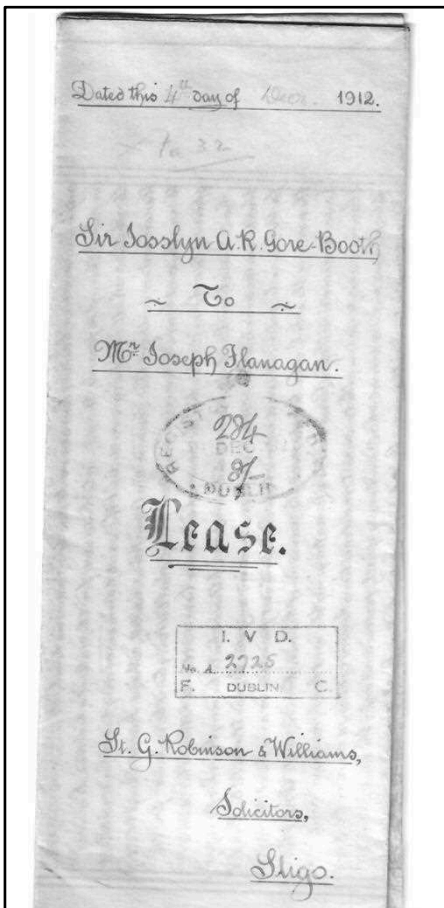 Dated this 4th day of Decr. 1912.
Sir Josslyn A. R. Gore-Booth
~ To ~
Mr. Joseph Flanagan.
284
DEC
DUBLIN
Lease.
I. V D.
No. A 2725
F. DUBLIN C.
St. G. Robinson & Williams,
Solicitors,
Sligo.